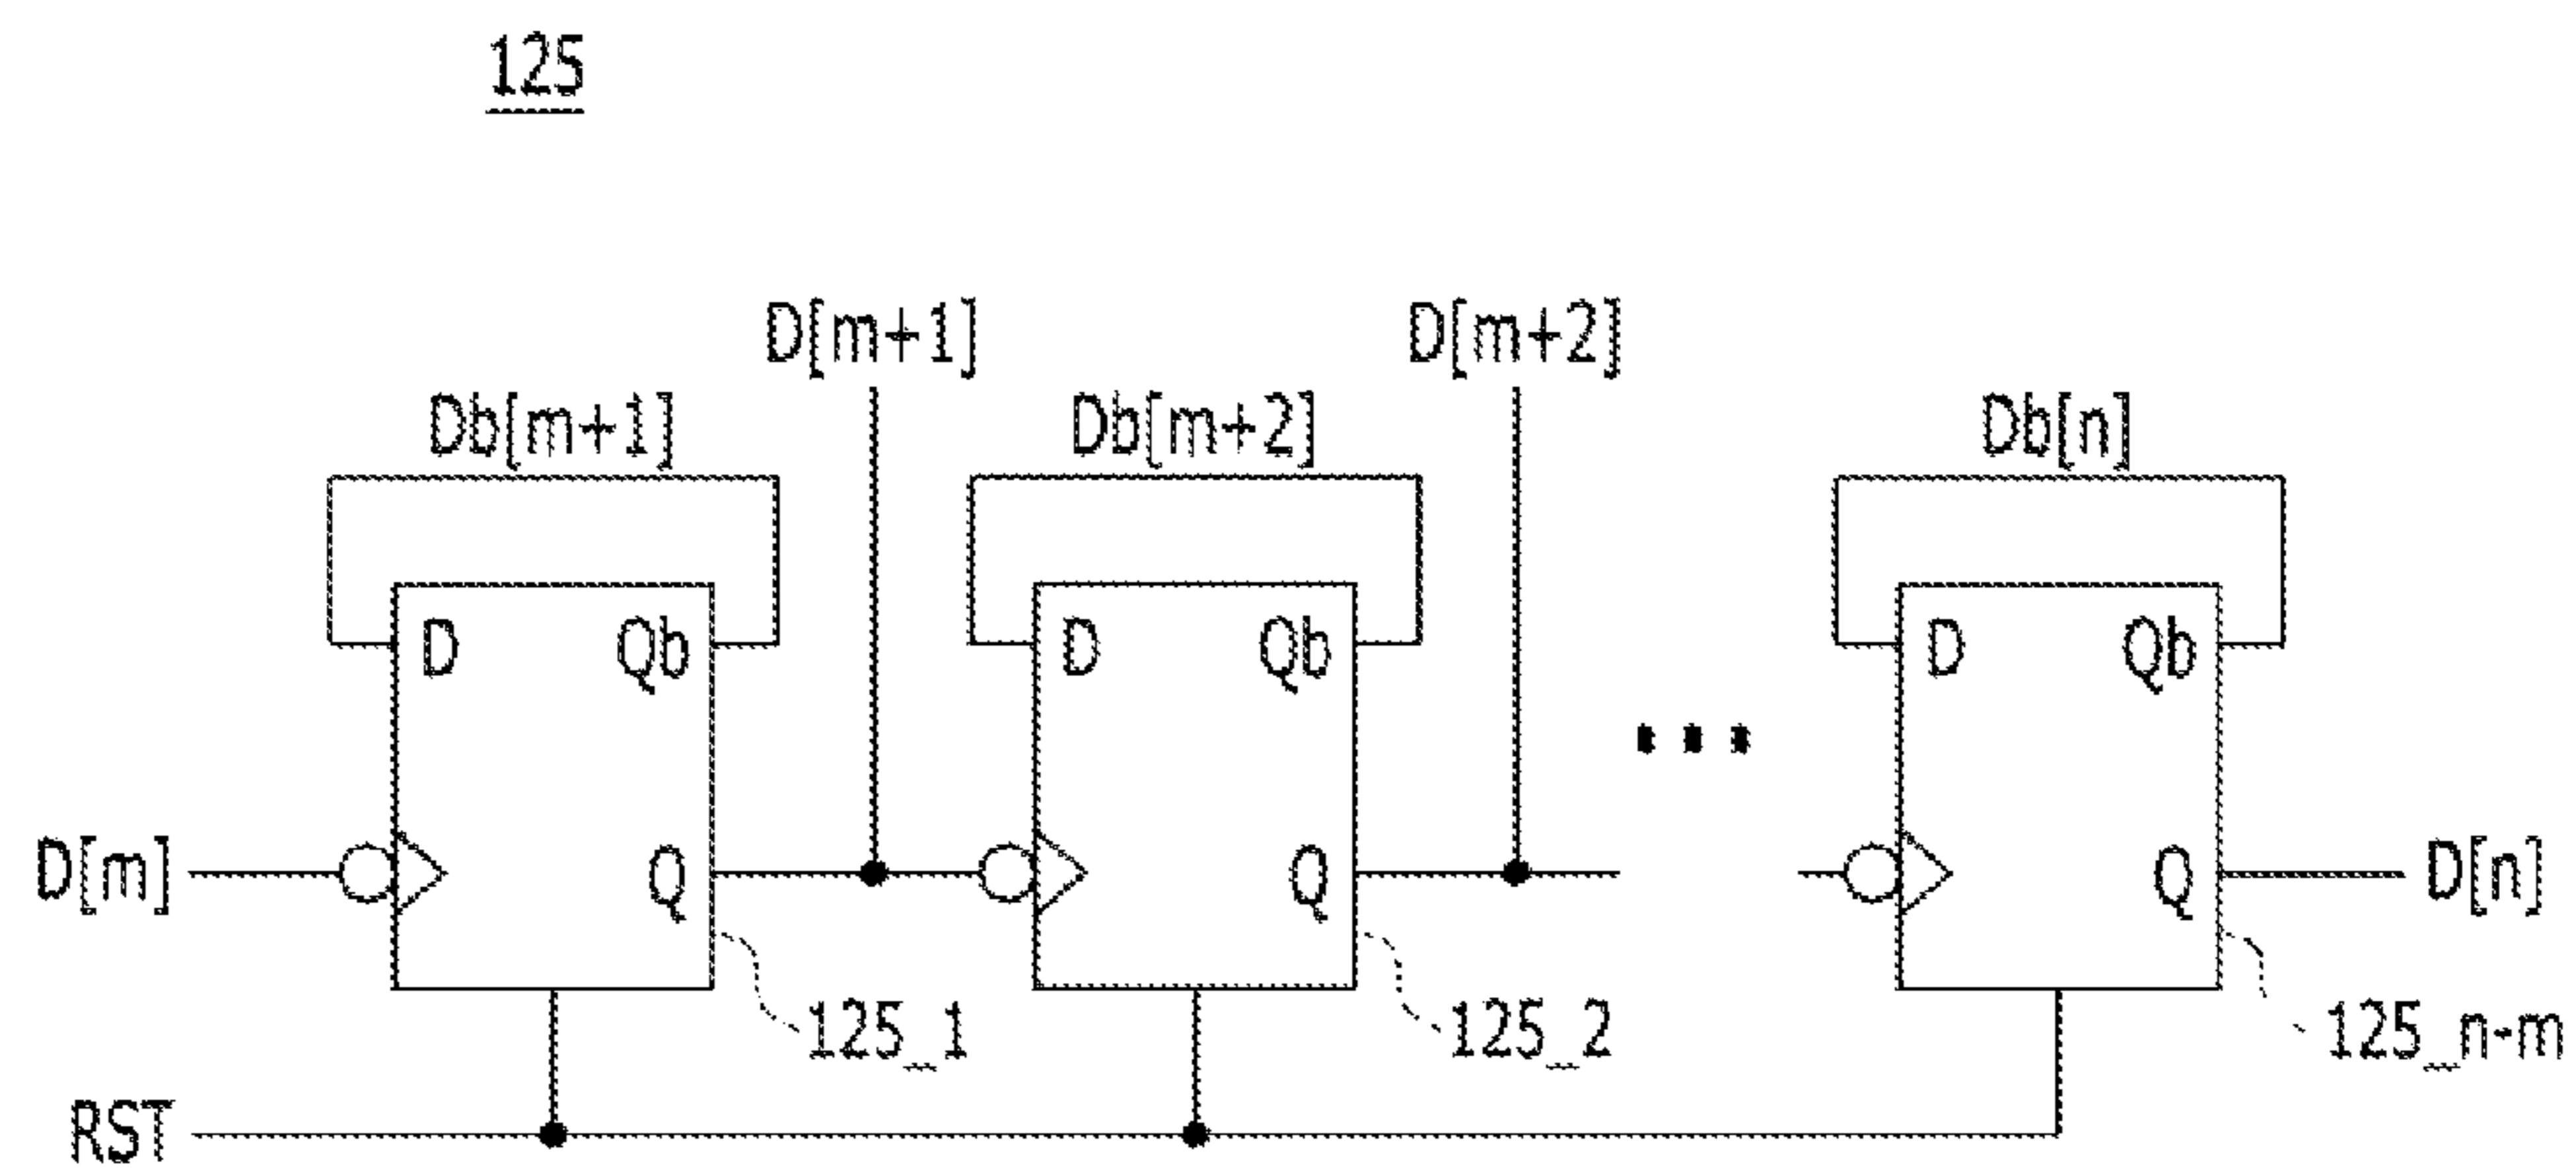 125
D[m+1] D[m+2]
Db[m+1] Db[m+2] Db[n]
D Qb D Qb D Qb
D[m] Q Q Q D[n]
125_1 125_2 125_n-m
RST